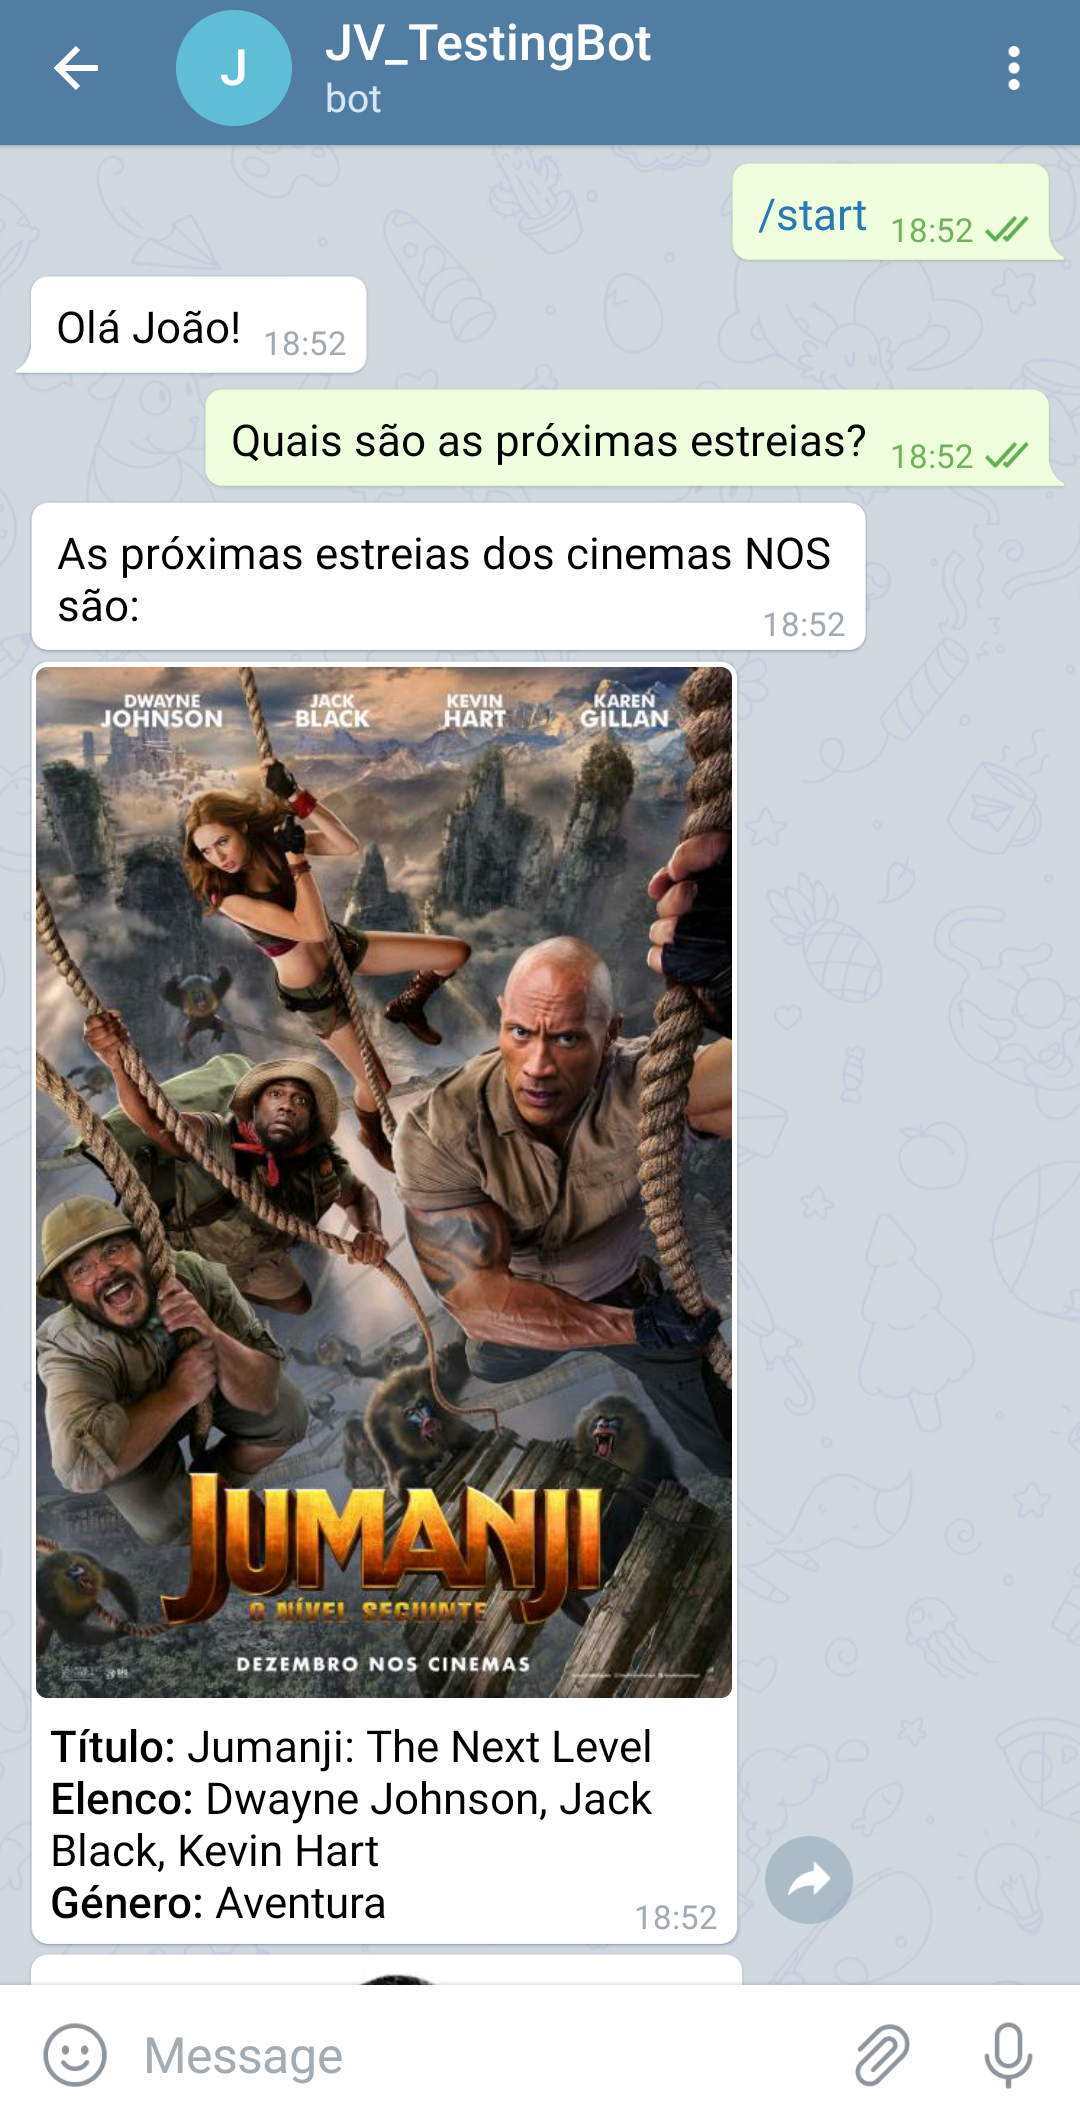 JV_TestingBot
J
bot
/start 18:52
Olá João! 18:52
Quais são as próximas estreias? 18:52
As próximas estreias dos cinemas NOS
são: 18:52
DWAYNE JOHNSON
JACK BLACK
KEVIN HART
KAREN GILLAN
JUMANJI
O NÍVEL SEGUINTE
DEZEMBRO NOS CINEMAS
Título: Jumanji: The Next Level
Elenco: Dwayne Johnson, Jack
Black, Kevin Hart
Género: Aventura 18:52
Message